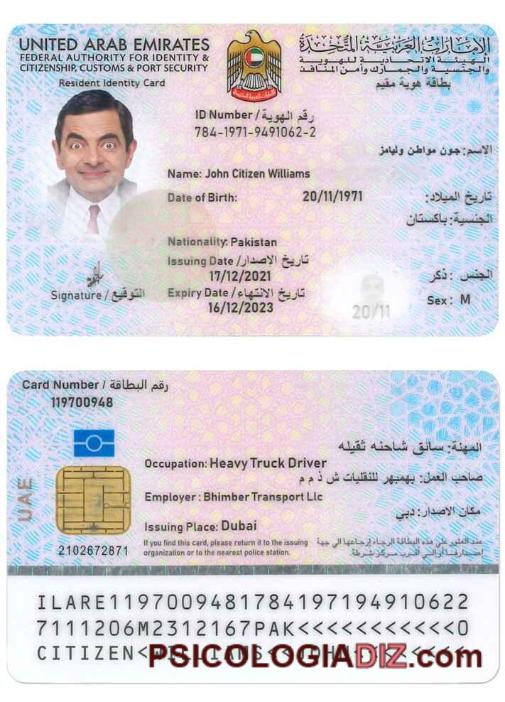 UNITED ARAB EMIRATES
FEDERAL AUTHORITY FOR IDENTITY &
CITIZENSHIP, CUSTOMS & PORT SECURITY
Resident Identity Card
الإمارات العربية المتحدة
الهيئة الاتحادية للهوية
والجنسية والجمارك وأمن المنافذ
بطاقة هوية مقيم
ID Number / رقم الهوية
784-1971-9491062-2
الاسم: جون مواطن وليامز
Name: John Citizen Williams
Date of Birth: 20/11/1971 تاريخ الميلاد:
الجنسية: باكستان
Nationality: Pakistan
Issuing Date / تاريخ الاصدار
17/12/2021
Expiry Date / تاريخ الانتهاء
16/12/2023
الجنس: ذكر
Sex: M
20/11
Signature / التوقيع
Card Number / رقم البطاقة
119700948
UAE
2102672871
المهنة: سائق شاحنه ثقيله
Occupation: Heavy Truck Driver
صاحب العمل: بهمبهر للنقليات ش ذ م م
Employer : Bhimber Transport Llc
مكان الاصدار: دبي
Issuing Place: Dubai
If you find this card, please return it to the issuing
organization or to the nearest police station.
عند العثور على هذه البطاقة الرجاء إرجاعها الى جهة
إصدارها أو الى أقرب مركز شرطة.
ILARE1197009481784197194910622
7111206M2312167PAK<<<<<<<<<<<0
CITIZEN<WILLIAMS<<JOHN<<<<<<<<
PSICOLOGIADIZ.com